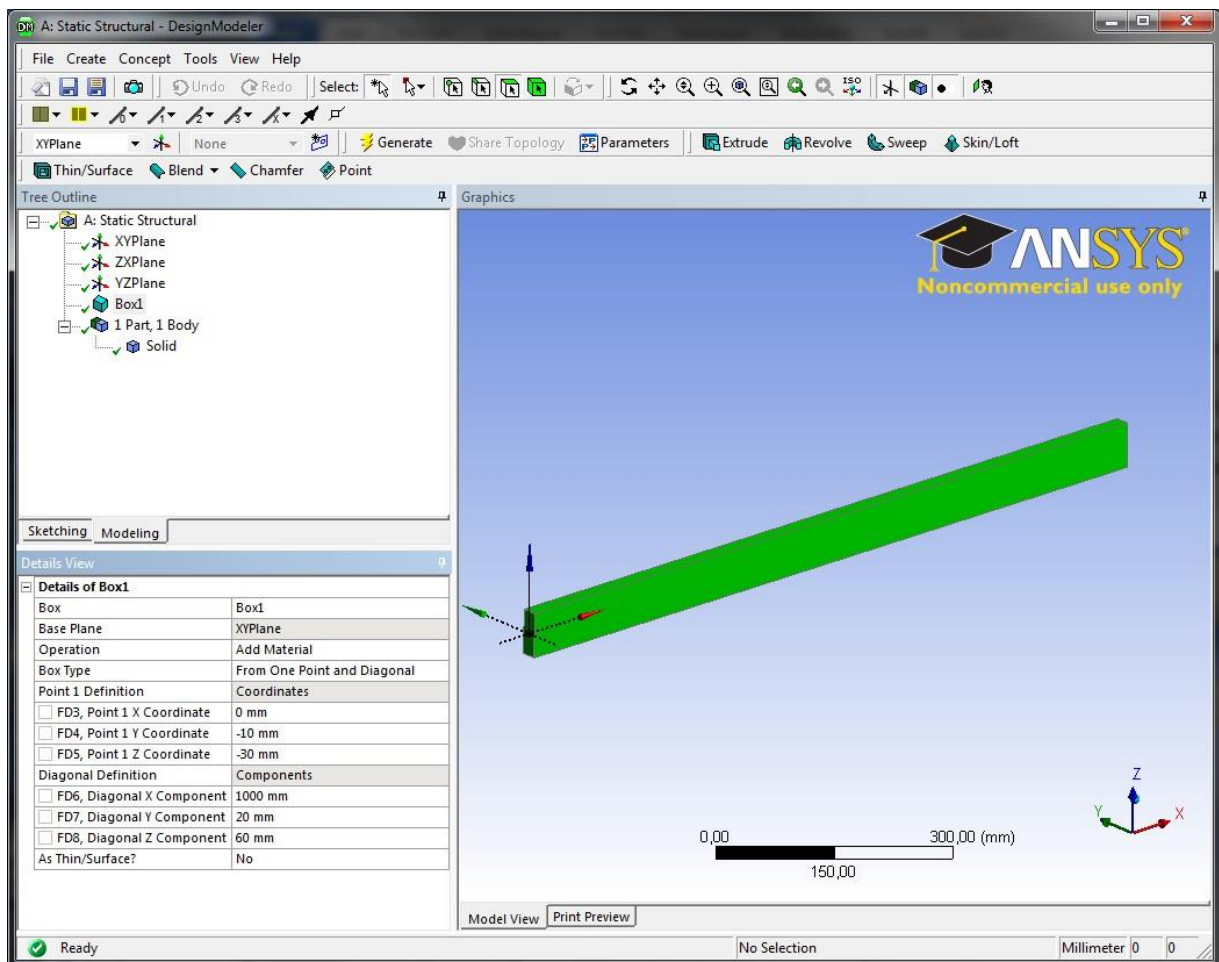 DM A: Static Structural - DesignModeler
File Create Concept Tools View Help
Undo Redo Select: ISO
XYPlane None Generate Share Topology Parameters Extrude Revolve Sweep Skin/Loft
Thin/Surface Blend Chamfer Point
Tree Outline
A: Static Structural
XYPlane
ZXPlane
YZPlane
Box1
1 Part, 1 Body
Solid
Sketching Modeling
Details View
Details of Box1
Box Box1
Base Plane XYPlane
Operation Add Material
Box Type From One Point and Diagonal
Point 1 Definition Coordinates
FD3, Point 1 X Coordinate 0 mm
FD4, Point 1 Y Coordinate -10 mm
FD5, Point 1 Z Coordinate -30 mm
Diagonal Definition Components
FD6, Diagonal X Component 1000 mm
FD7, Diagonal Y Component 20 mm
FD8, Diagonal Z Component 60 mm
As Thin/Surface? No
Graphics
ANSYS
Noncommercial use only
Z
Y X
0,00 300,00 (mm)
150,00
Model View Print Preview
Ready No Selection Millimeter 0 0